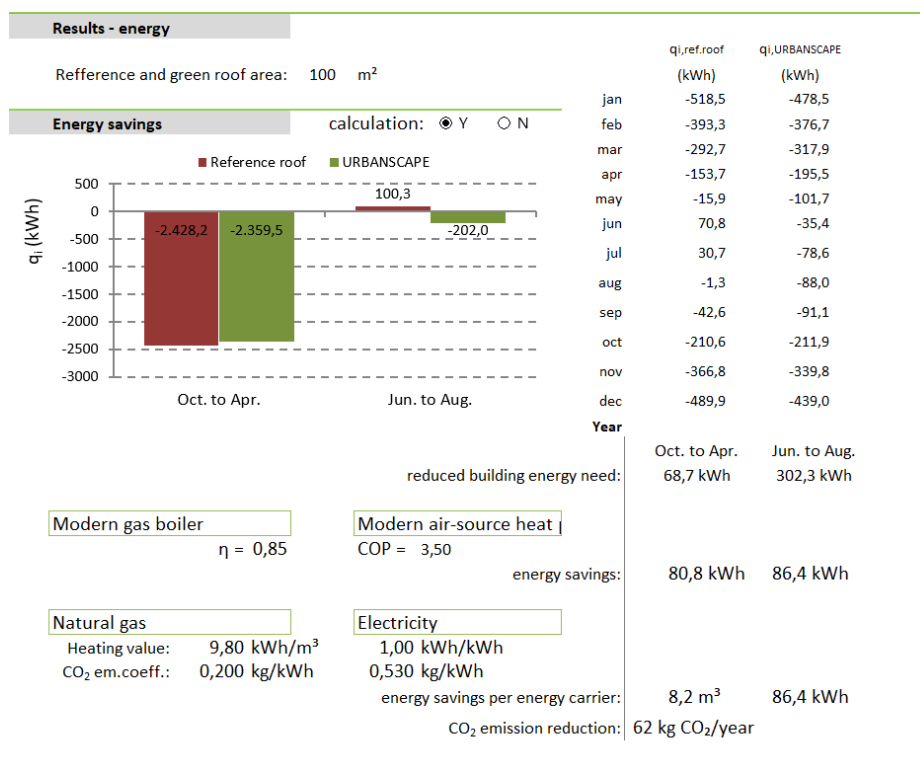 Results - energy
qi,ref.roof qi,URBANSCAPE
Refference and green roof area: 100 m² (kWh) (kWh)
jan -518,5 -478,5
Energy savings calculation: Y N feb -393,3 -376,7
mar -292,7 -317,9
Reference roof URBANSCAPE
apr -153,7 -195,5
may -15,9 -101,7
jun 70,8 -35,4
jul 30,7 -78,6
aug -1,3 -88,0
sep -42,6 -91,1
oct -210,6 -211,9
nov -366,8 -339,8
dec -489,9 -439,0
Year
qi (kWh)
500
0
-500
-1000
-1500
-2000
-2500
-3000
-2.428,2 -2.359,5 100,3 -202,0
Oct. to Apr. Jun. to Aug.
Oct. to Apr. Jun. to Aug.
reduced building energy need: 68,7 kWh 302,3 kWh
Modern gas boiler Modern air-source heat
η = 0,85 COP = 3,50
energy savings: 80,8 kWh 86,4 kWh
Natural gas Electricity
Heating value: 9,80 kWh/m³ 1,00 kWh/kWh
CO₂ em.coeff.: 0,200 kg/kWh 0,530 kg/kWh
energy savings per energy carrier: 8,2 m³ 86,4 kWh
CO₂ emission reduction: 62 kg CO₂/year